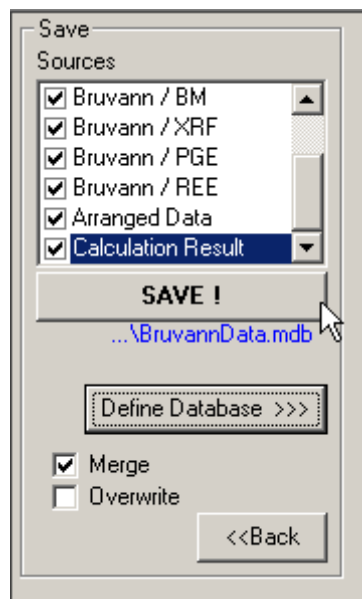 Save
Sources
Bruvann / BM
Bruvann / XRF
Bruvann / PGE
Bruvann / REE
Arranged Data
Calculation Result
SAVE !
...\BruvannData.mdb
Define Database >>>
Merge
Overwrite
<<Back